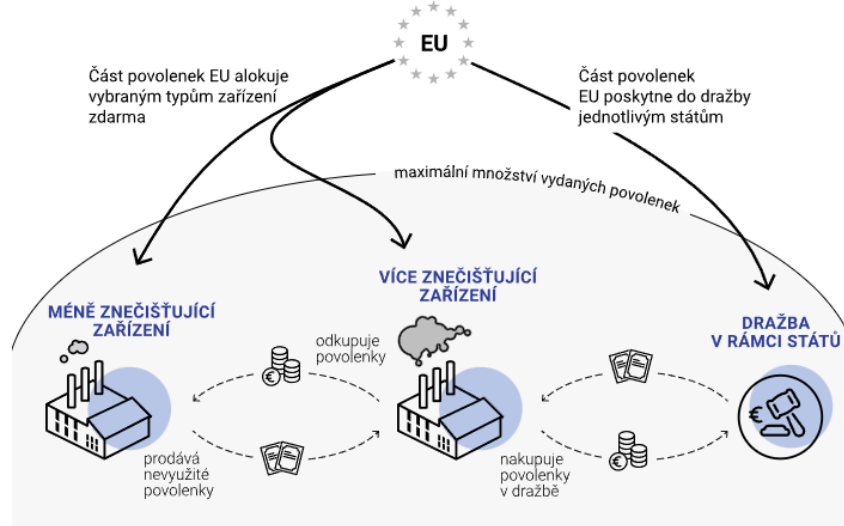 EU
Část povolenek EU alokuje
vybraným typům zařízení
zdarma
Část povolenek
EU poskytne do dražby
jednotlivým státům
maximální množství vydaných povolenek
MÉNĚ ZNEČIŠŤUJÍCÍ
ZAŘÍZENÍ
VÍCE ZNEČIŠŤUJÍCÍ
ZAŘÍZENÍ
DRAŽBA
V RÁMCI STÁTŮ
odkupuje
povolenky
prodává
nevyužité
povolenky
nakupuje
povolenky
v dražbě